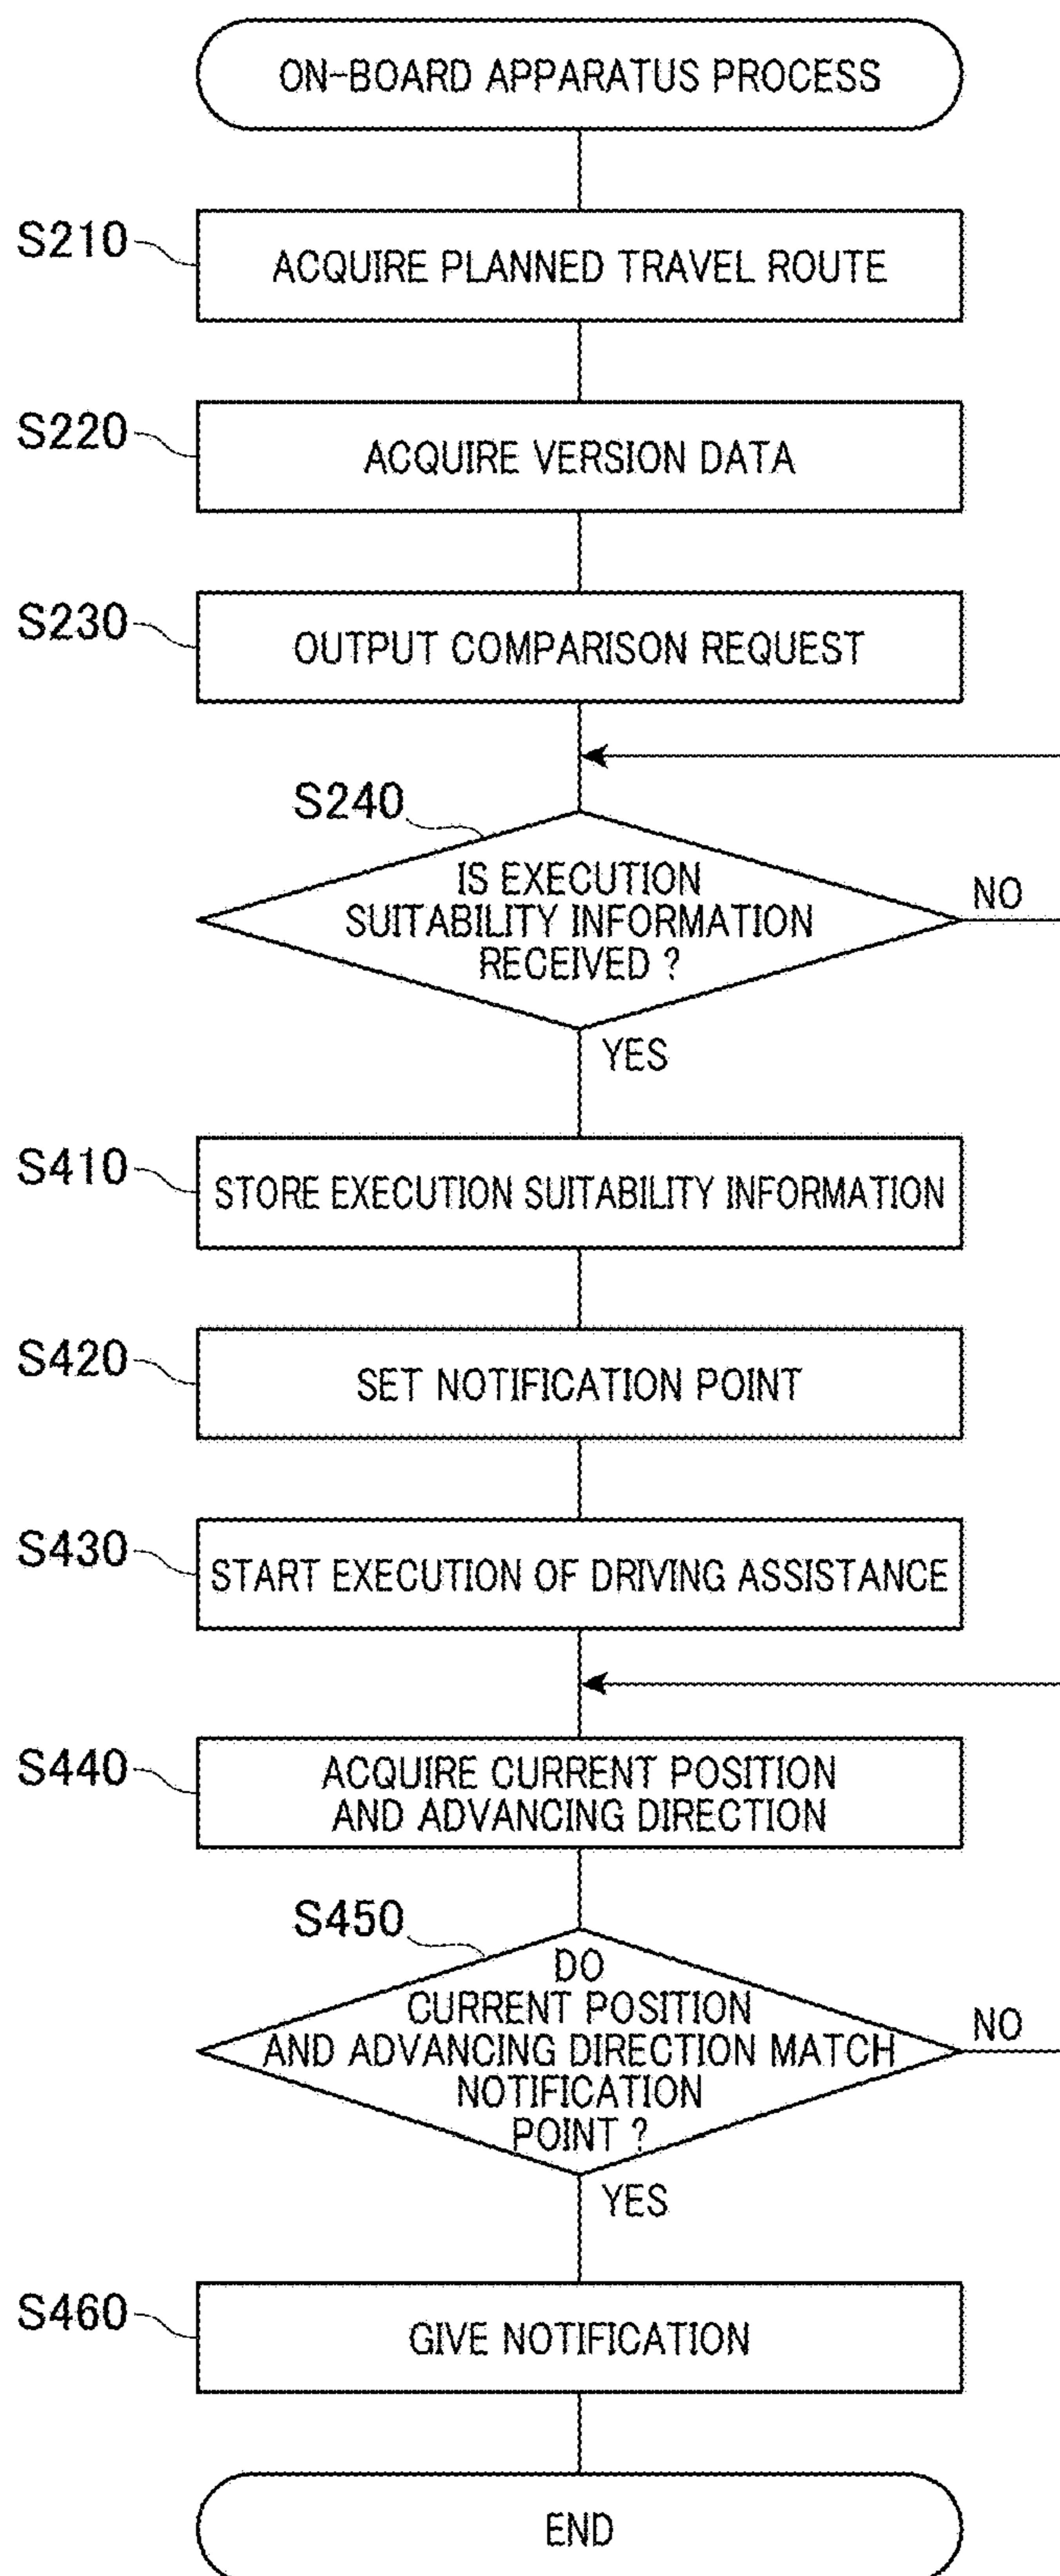 ON-BOARD APPARATUS PROCESS
S210
ACQUIRE PLANNED TRAVEL ROUTE
S220
ACQUIRE VERSION DATA
S230
OUTPUT COMPARISON REQUEST
S240
IS EXECUTION
SUITABILITY INFORMATION
RECEIVED ?
NO
YES
S410
STORE EXECUTION SUITABILITY INFORMATION
S420
SET NOTIFICATION POINT
S430
START EXECUTION OF DRIVING ASSISTANCE
S440
ACQUIRE CURRENT POSITION
AND ADVANCING DIRECTION
S450
DO
CURRENT POSITION
AND ADVANCING DIRECTION MATCH
NOTIFICATION
POINT ?
NO
YES
S460
GIVE NOTIFICATION
END